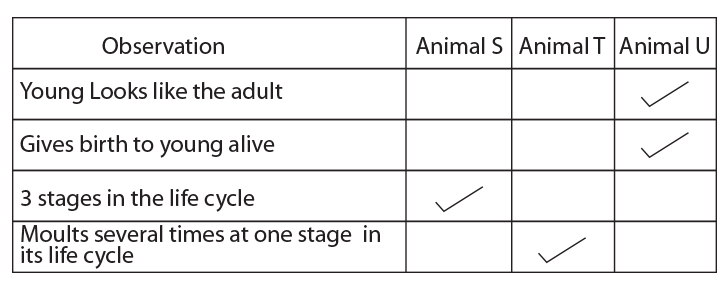 Observation Animal S Animal T Animal U
Young Looks like the adult
Gives birth to young alive
3 stages in the life cycle
Moults several times at one stage in
its life cycle